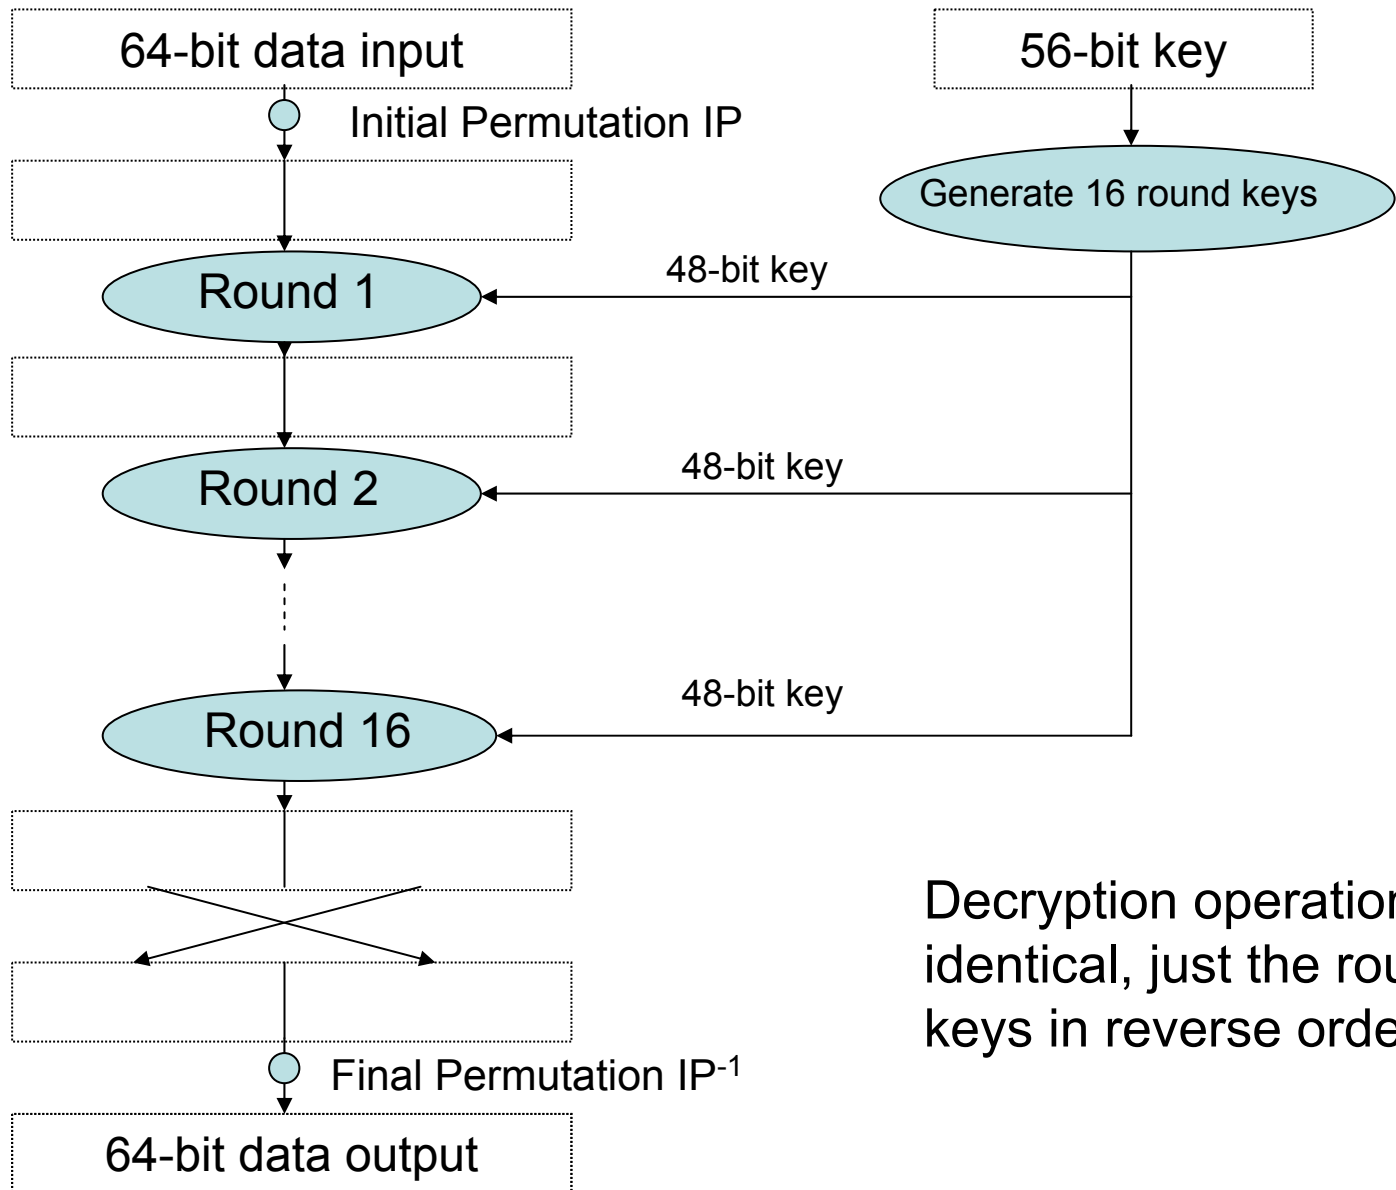 64-bit data input
56-bit key
Initial Permutation IP
Generate 16 round keys
48-bit key
Round 1
48-bit key
Round 2
48-bit key
Round 16
Decryption operation
identical, just the
keys in reverse
Final Permutation IP-1
64-bit data output